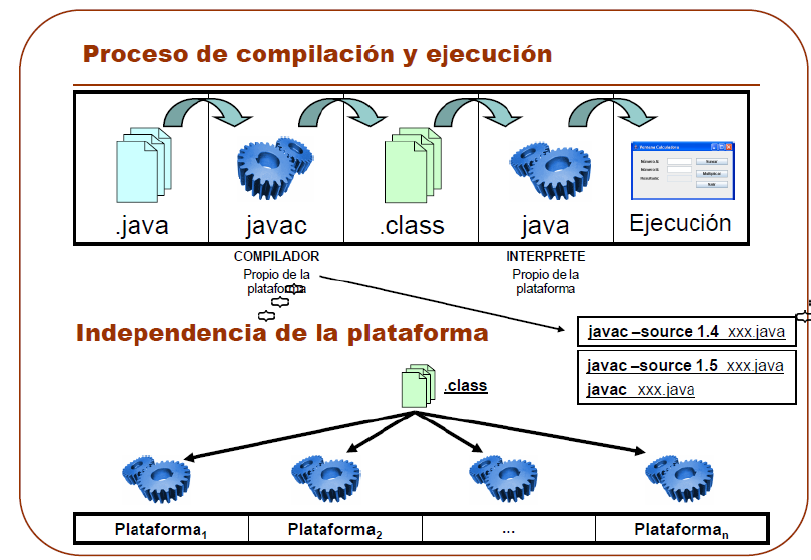 Proceso de compilación y ejecución
.java
javac
.class
java
Ejecución
COMPILADOR
Propio de la
plataforma
INTERPRETE
Propio de la
plataforma
Independencia de la plataforma
javac –source 1.4 xxx.java
javac –source 1.5 xxx.java
javac xxx.java
.class
Plataforma1
Plataforma2
...
Plataforman